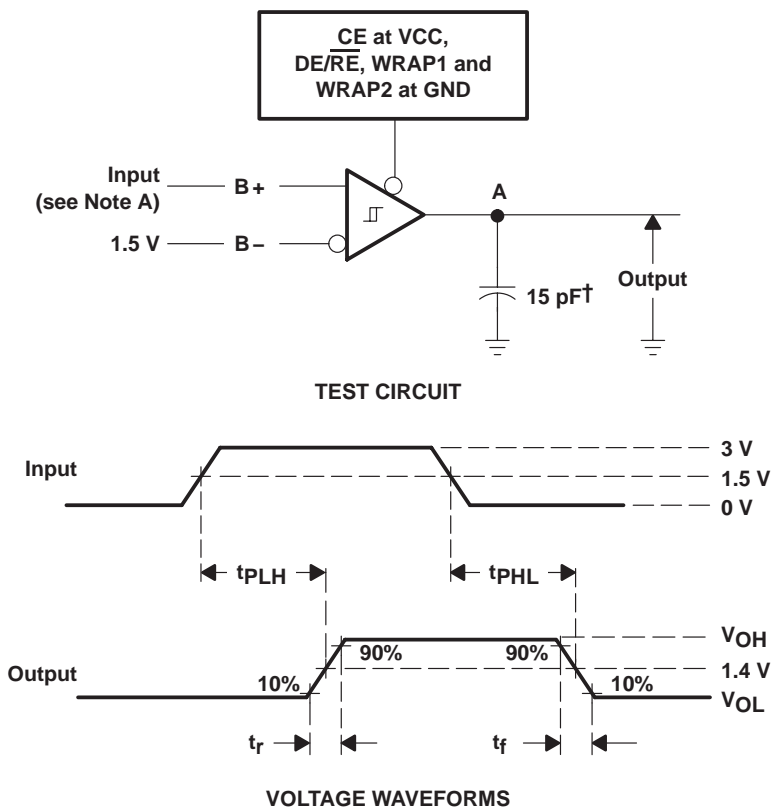 CE at VCC,
DE/RE, WRAP1 and
WRAP2 at GND
Input
(see Note A)
B+
A
1.5 V
B−
15 pF†
Output
TEST CIRCUIT
Input
3 V
1.5 V
0 V
tPLH
tPHL
Output
VOH
90%
90%
1.4 V
10%
10%
VOL
tr
tf
VOLTAGE WAVEFORMS